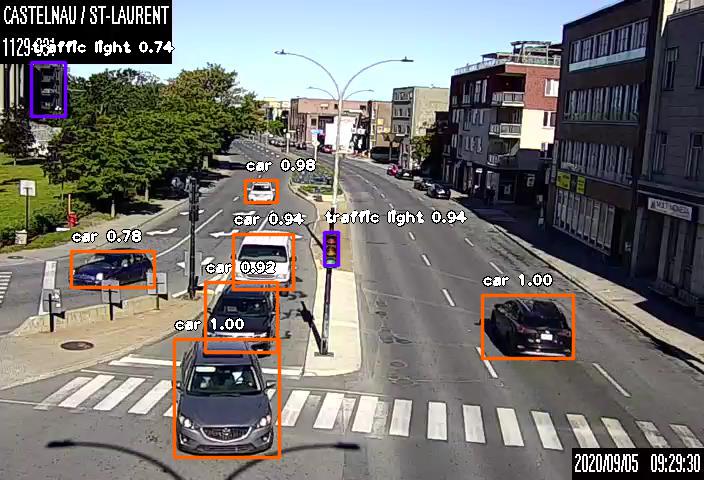 CASTELNAU / ST-LAURENT
traffic light 0.74
car 0.98
car 0.94
traffic light 0.94
car 0.78
car 0.92
car 1.00
car 1.00
2020/09/05 09:29:30